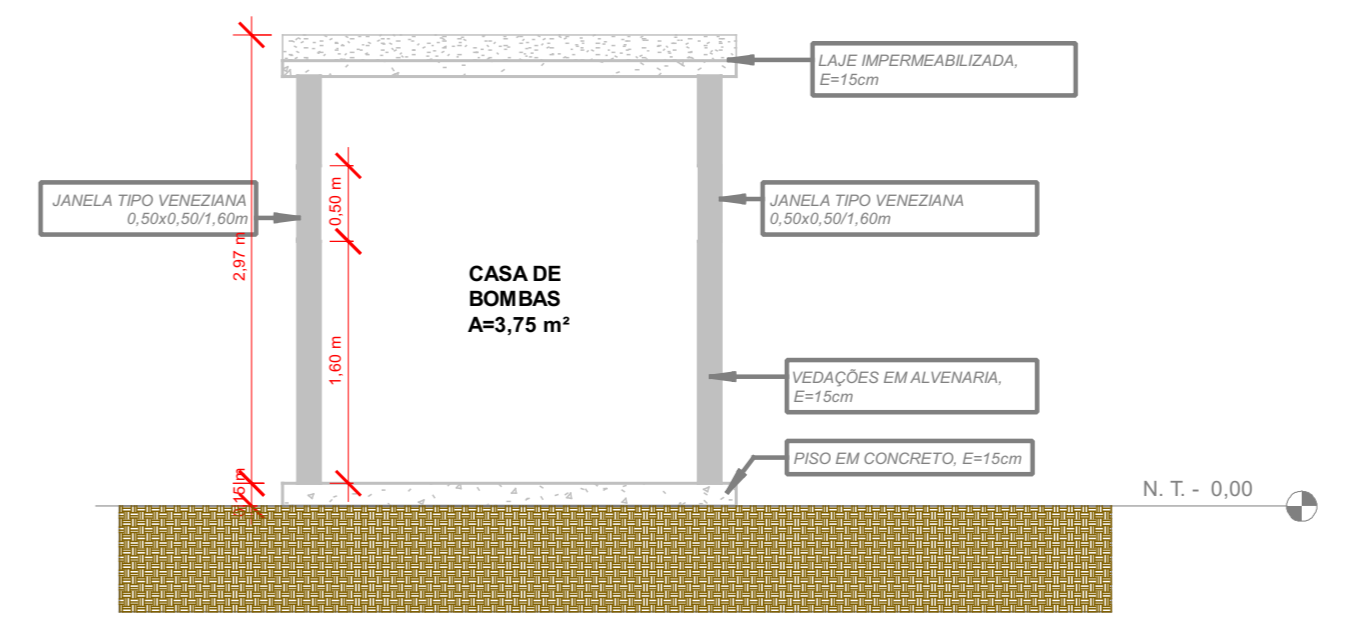 LAJE IMPERMEABILIZADA,
E=15cm
JANELA TIPO VENEZIANA
0,50x0,50/1,60m
JANELA TIPO VENEZIANA
0,50x0,50/1,60m
0,50 m
2,97 m
CASA DE
BOMBAS
A=3,75 m²
1,60 m
VEDAÇÕES EM ALVENARIA,
E=15cm
PISO EM CONCRETO, E=15cm
0,15 m
N. T. - 0,00